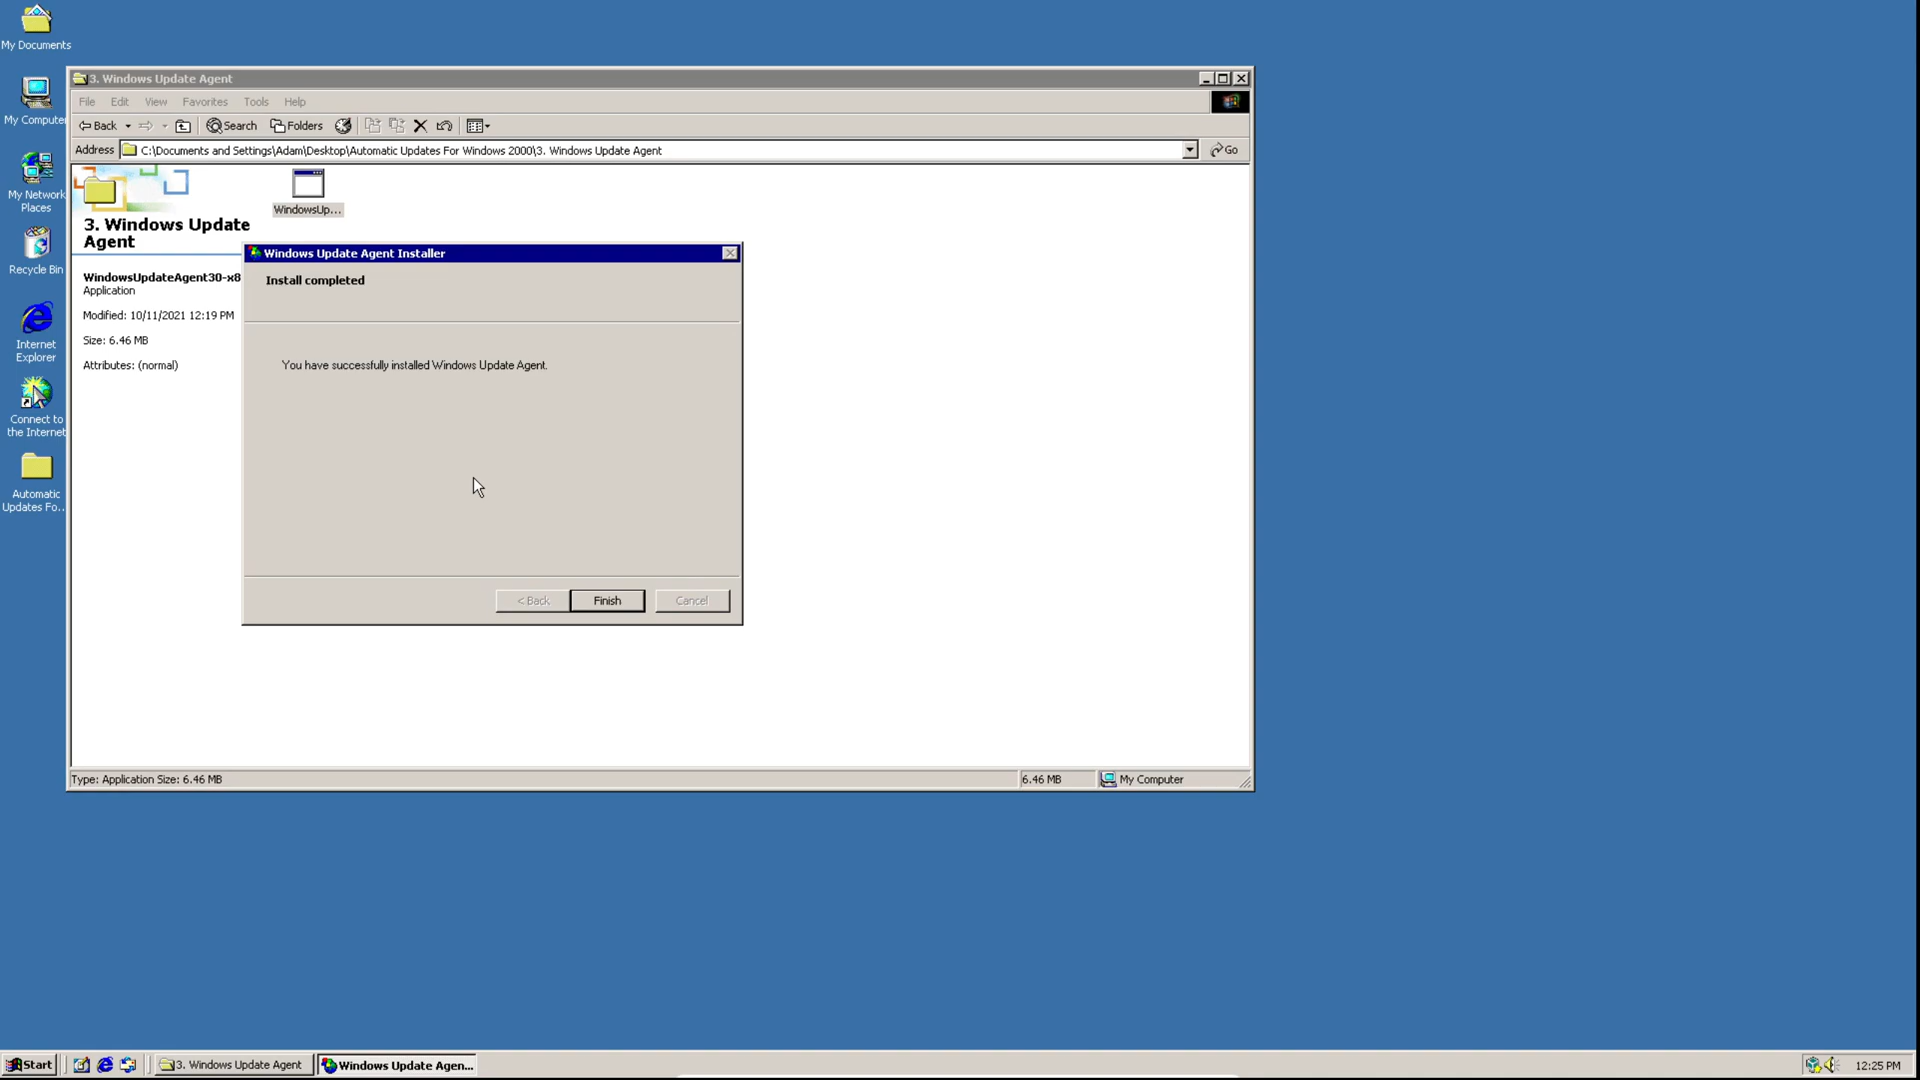 My Documents
My Computer
My Network
Places
Recycle Bin
Internet
Explorer
Connect to
the Internet
Automatic
Updates Fo...
3. Windows Update Agent
File Edit View Favorites Tools Help
Back Search Folders
Address C:\Documents and Settings\Adam\Desktop\Automatic Updates For Windows 2000\3. Windows Update Agent Go
3. Windows Update
Agent
WindowsUp...
WindowsUpdateAgent30-x8
Application
Modified: 10/11/2021 12:19 PM
Size: 6.46 MB
Attributes: (normal)
Windows Update Agent Installer
Install completed
You have successfully installed Windows Update Agent.
< Back Finish Cancel
Type: Application Size: 6.46 MB 6.46 MB My Computer
Start 3. Windows Update Agent Windows Update Agen... 12:25 PM